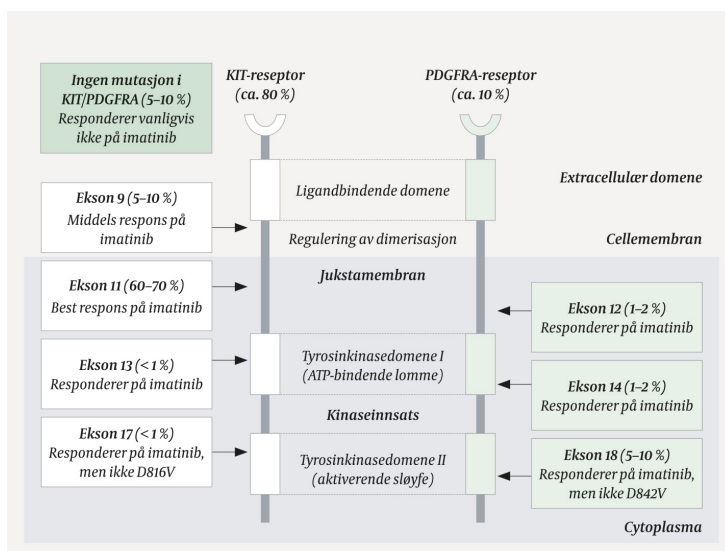 Ingen mutasjon i
KIT/PDGFRA (5–10 %)
Responderer vanligvis
ikke på imatinib
KIT-reseptor
(ca. 80 %)
PDGFRA-reseptor
(ca. 10 %)
Ligandbindende domene
Extracellulær domene
Ekson 9 (5–10 %)
Middels respons på
imatinib
Regulering av dimerisasjon
Cellemembran
Jukstamembran
Ekson 11 (60–70 %)
Best respons på imatinib
Ekson 12 (1–2 %)
Responderer på imatinib
Ekson 13 (< 1 %)
Responderer på imatinib
Tyrosinkinasedomene I
(ATP-bindende lomme)
Ekson 14 (1–2 %)
Responderer på imatinib
Kinaseinnsats
Ekson 17 (< 1 %)
Responderer på imatinib,
men ikke D816V
Tyrosinkinasedomene II
(aktiverende sløyfe)
Ekson 18 (5–10 %)
Responderer på imatinib,
men ikke D842V
Cytoplasma